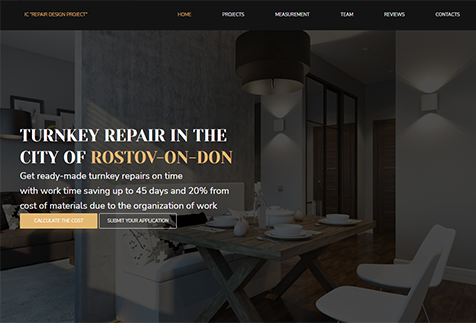 IC "REPAIR DESIGN PROJECT"
HOME PROJECTS MEASUREMENT TEAM REVIEWS CONTACTS
TURNKEY REPAIR IN THE
CITY OF ROSTOV-ON-DON
Get ready-made turnkey repairs on time
with work time saving up to 45 days and 20% from
cost of materials due to the organization of work
CALCULATE THE COST SUBMIT YOUR APPLICATION